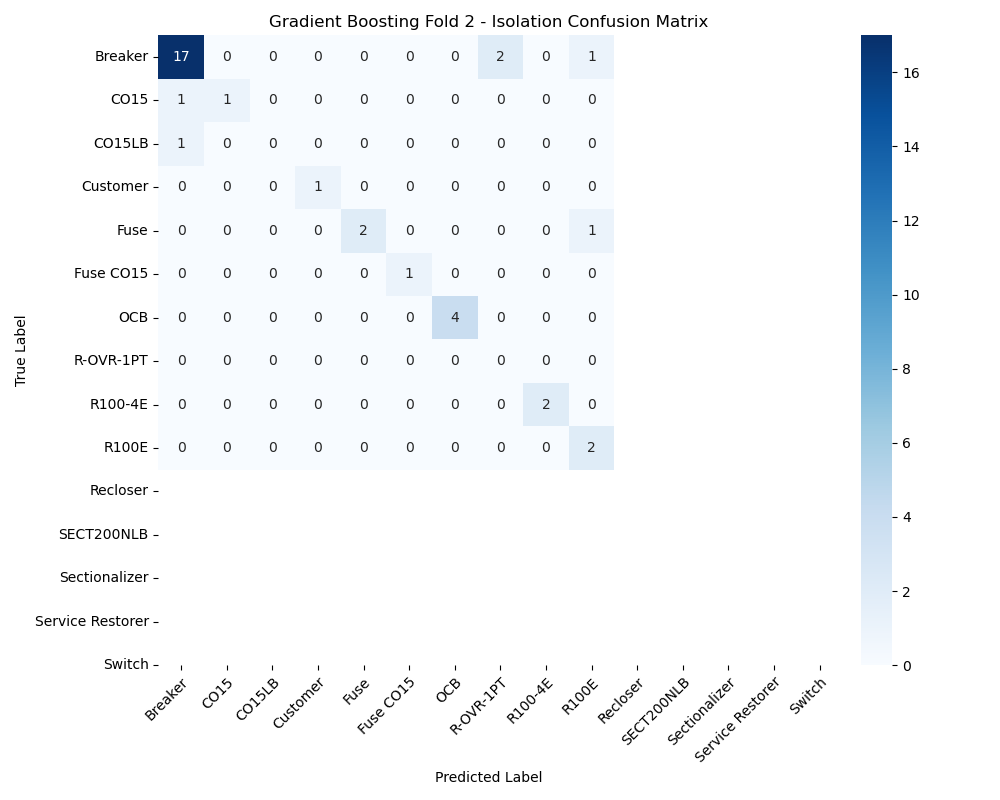 Gradient Boosting Fold 2 - Isolation Confusion Matrix
True Label
Breaker 17 0 0 0 0 0 0 2 0 1
CO15 1 1 0 0 0 0 0 0 0 0
CO15LB 1 0 0 0 0 0 0 0 0 0
Customer 0 0 0 1 0 0 0 0 0 0
Fuse 0 0 0 0 2 0 0 0 0 1
Fuse CO15 0 0 0 0 0 1 0 0 0 0
OCB 0 0 0 0 0 0 4 0 0 0
R-OVR-1PT 0 0 0 0 0 0 0 0 0 0
R100-4E 0 0 0 0 0 0 0 0 2 0
R100E 0 0 0 0 0 0 0 0 0 2
Recloser
SECT200NLB
Sectionalizer
Service Restorer
Switch
Breaker
CO15
CO15LB
Customer
Fuse
Fuse CO15
OCB
R-OVR-1PT
R100-4E
R100E
Recloser
SECT200NLB
Sectionalizer
Service Restorer
Switch
Predicted Label
16
14
12
10
8
6
4
2
0